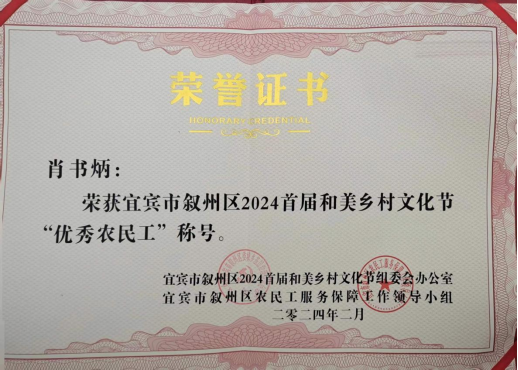 荣誉证书
HONORARY CREDENTIAL
肖书炳：
荣获宜宾市叙州区2024首届和美乡村文化节
“优秀农民工”称号。
宜宾市叙州区2024首届和美乡村文化节组委会办公室
宜宾市叙州区农民工服务保障工作领导小组
二零二四年二月